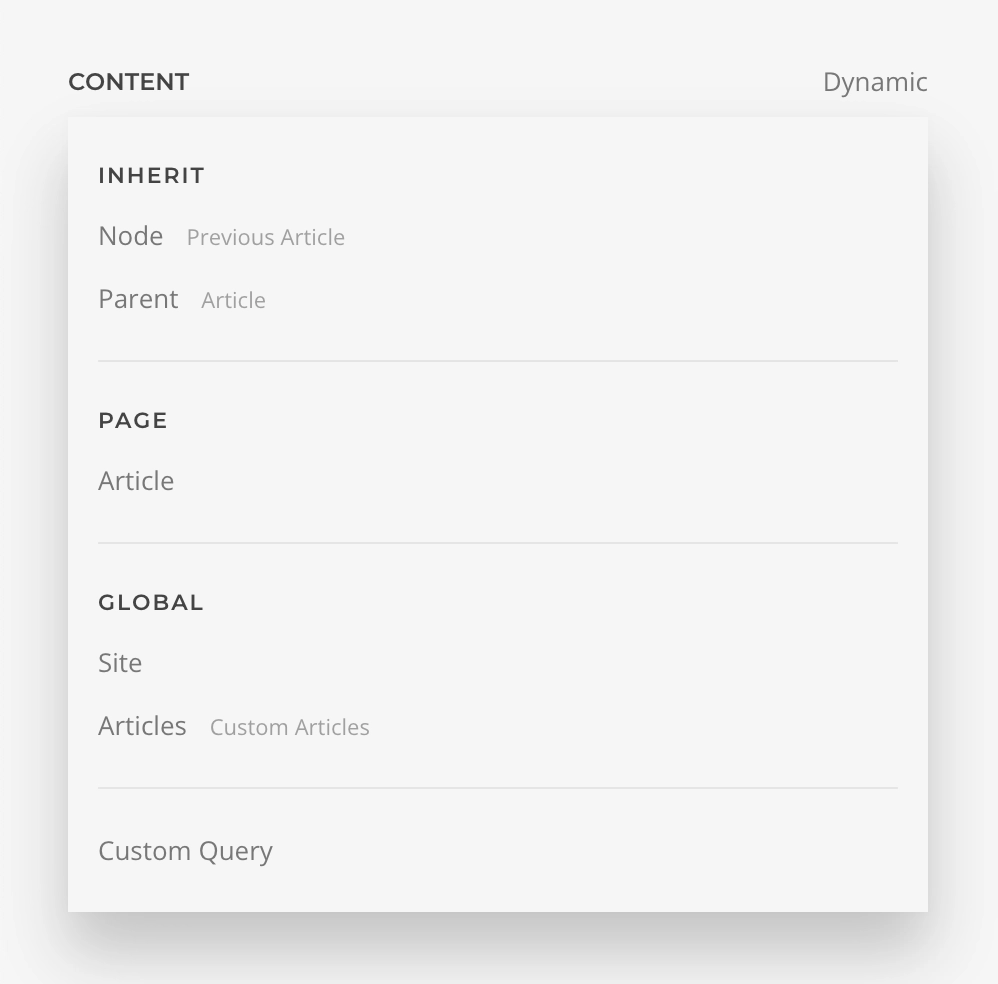 CONTENT Dynamic
INHERIT
Node Previous Article
Parent Article
PAGE
Article
GLOBAL
Site
Articles Custom Articles
Custom Query